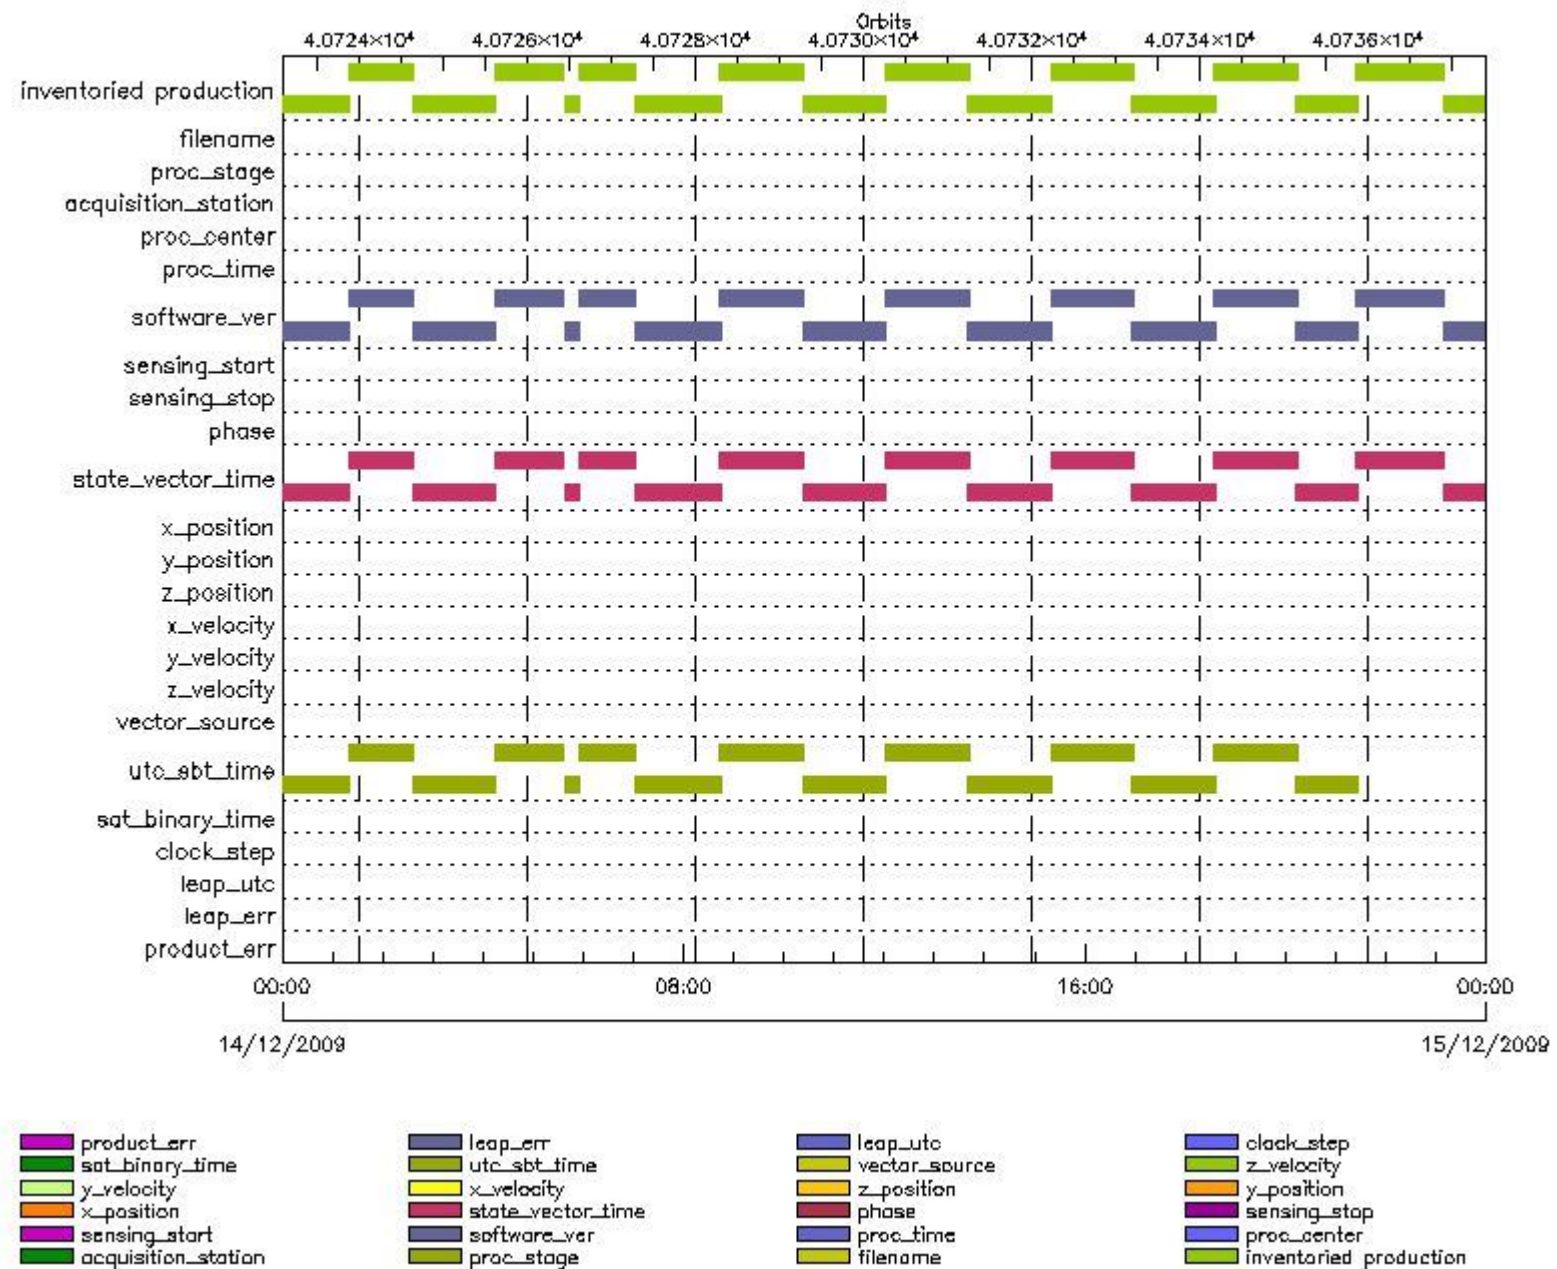 Orbits
4.0724×10⁴ 4.0726×10⁴ 4.0728×10⁴ 4.0730×10⁴ 4.0732×10⁴ 4.0734×10⁴ 4.0736×10⁴
inventoried production
filename
proc_stage
acquisition_station
proc_center
proc_time
software_ver
sensing_start
sensing_stop
phase
state_vector_time
x_position
y_position
z_position
x_velocity
y_velocity
z_velocity
vector_source
utc_sbt_time
sat_binary_time
clock_step
leap_utc
leap_err
product_err
00:00 08:00 16:00 00:00
14/12/2009 15/12/2009
product_err leap_err leap_utc clock_step
sat_binary_time utc_sbt_time vector_source z_velocity
y_velocity x_velocity z_position y_position
x_position state_vector_time phase sensing_stop
sensing_start software_ver proc_time proc_center
acquisition_station proc_stage filename inventoried production